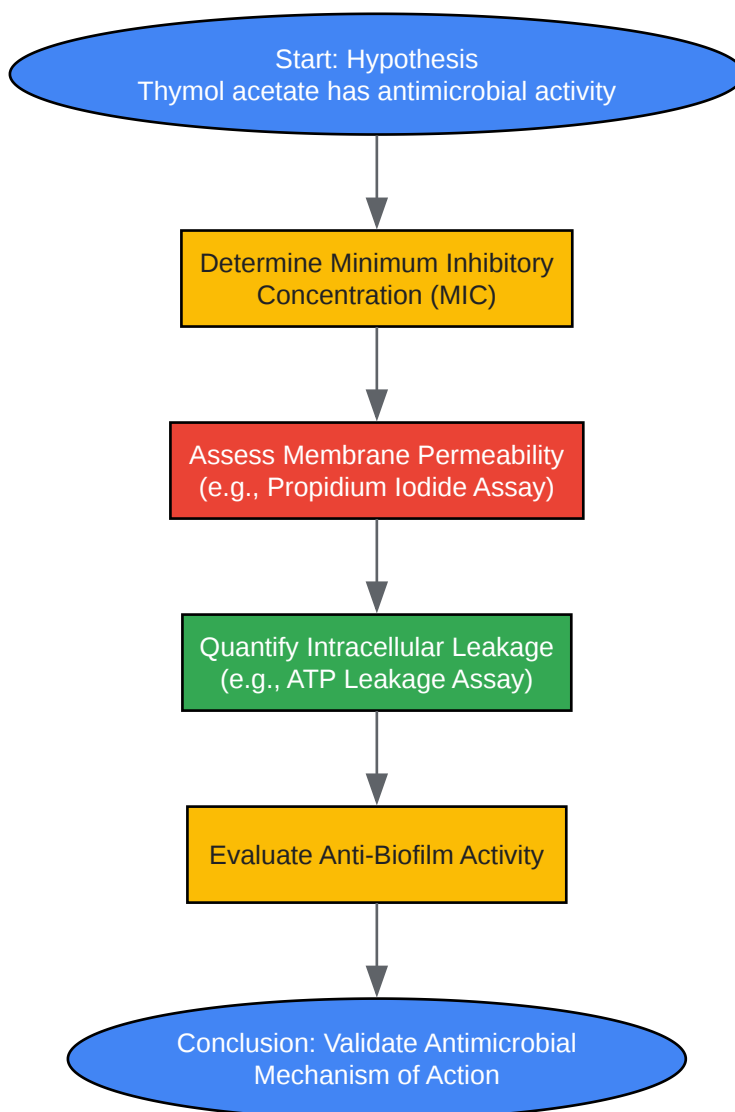 Start: Hypothesis
Thymol acetate has antimicrobial activity
Determine Minimum Inhibitory
Concentration (MIC)
Assess Membrane Permeability
(e.g., Propidium Iodide Assay)
Quantify Intracellular Leakage
(e.g., ATP Leakage Assay)
Evaluate Anti-Biofilm Activity
Conclusion: Validate Antimicrobial
Mechanism of Action